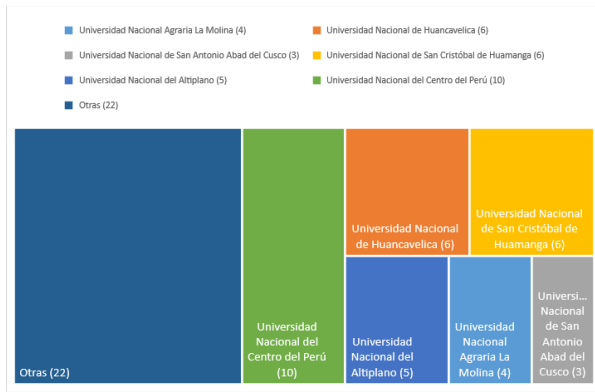 Universidad Nacional Agraria La Molina (4)
Universidad Nacional de Huancavelica (6)
Universidad Nacional de San Antonio Abad del Cusco (3)
Universidad Nacional de San Cristóbal de Huamanga (6)
Universidad Nacional del Altiplano (5)
Universidad Nacional del Centro del Perú (10)
Otras (22)
Otras (22)
Universidad
Nacional del
Centro del Perú
(10)
Universidad Nacional
de Huancavelica (6)
Universidad Nacional
de San Cristóbal de
Huamanga (6)
Universidad
Nacional del
Altiplano (5)
Universidad
Nacional
Agraria La
Molina (4)
Universi...
Nacional
de San
Antonio
Abad del
Cusco (3)